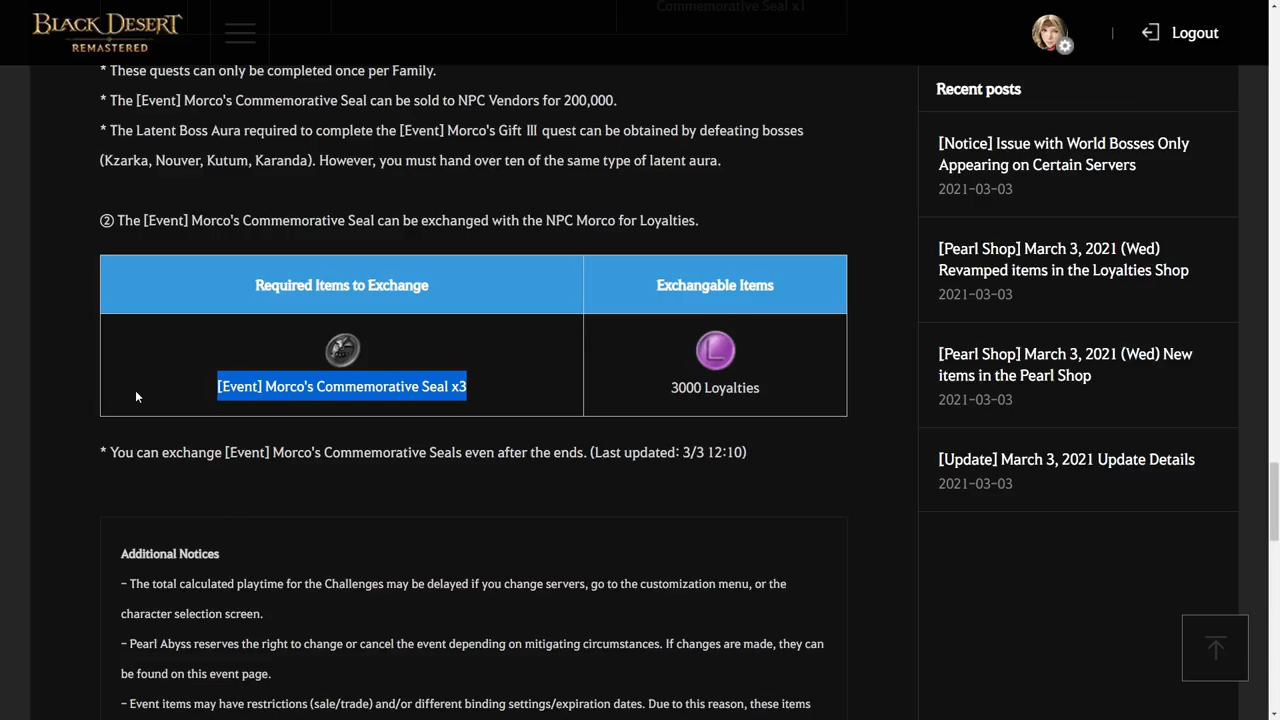 Commemorative Seal x1
BLACK DESERT
REMASTERED
Logout
* These quests can only be completed once per Family.
* The [Event] Morco's Commemorative Seal can be sold to NPC Vendors for 200,000.
* The Latent Boss Aura required to complete the [Event] Morco's Gift Ⅲ quest can be obtained by defeating bosses
(Kzarka, Nouver, Kutum, Karanda). However, you must hand over ten of the same type of latent aura.
② The [Event] Morco's Commemorative Seal can be exchanged with the NPC Morco for Loyalties.
Required Items to Exchange
Exchangable Items
[Event] Morco's Commemorative Seal x3
3000 Loyalties
* You can exchange [Event] Morco's Commemorative Seals even after the ends. (Last updated: 3/3 12:10)
Additional Notices
- The total calculated playtime for the Challenges may be delayed if you change servers, go to the customization menu, or the
character selection screen.
- Pearl Abyss reserves the right to change or cancel the event depending on mitigating circumstances. If changes are made, they can
be found on this event page.
- Event items may have restrictions (sale/trade) and/or different binding settings/expiration dates. Due to this reason, these items
Recent posts
[Notice] Issue with World Bosses Only
Appearing on Certain Servers
2021-03-03
[Pearl Shop] March 3, 2021 (Wed)
Revamped items in the Loyalties Shop
2021-03-03
[Pearl Shop] March 3, 2021 (Wed) New
items in the Pearl Shop
2021-03-03
[Update] March 3, 2021 Update Details
2021-03-03